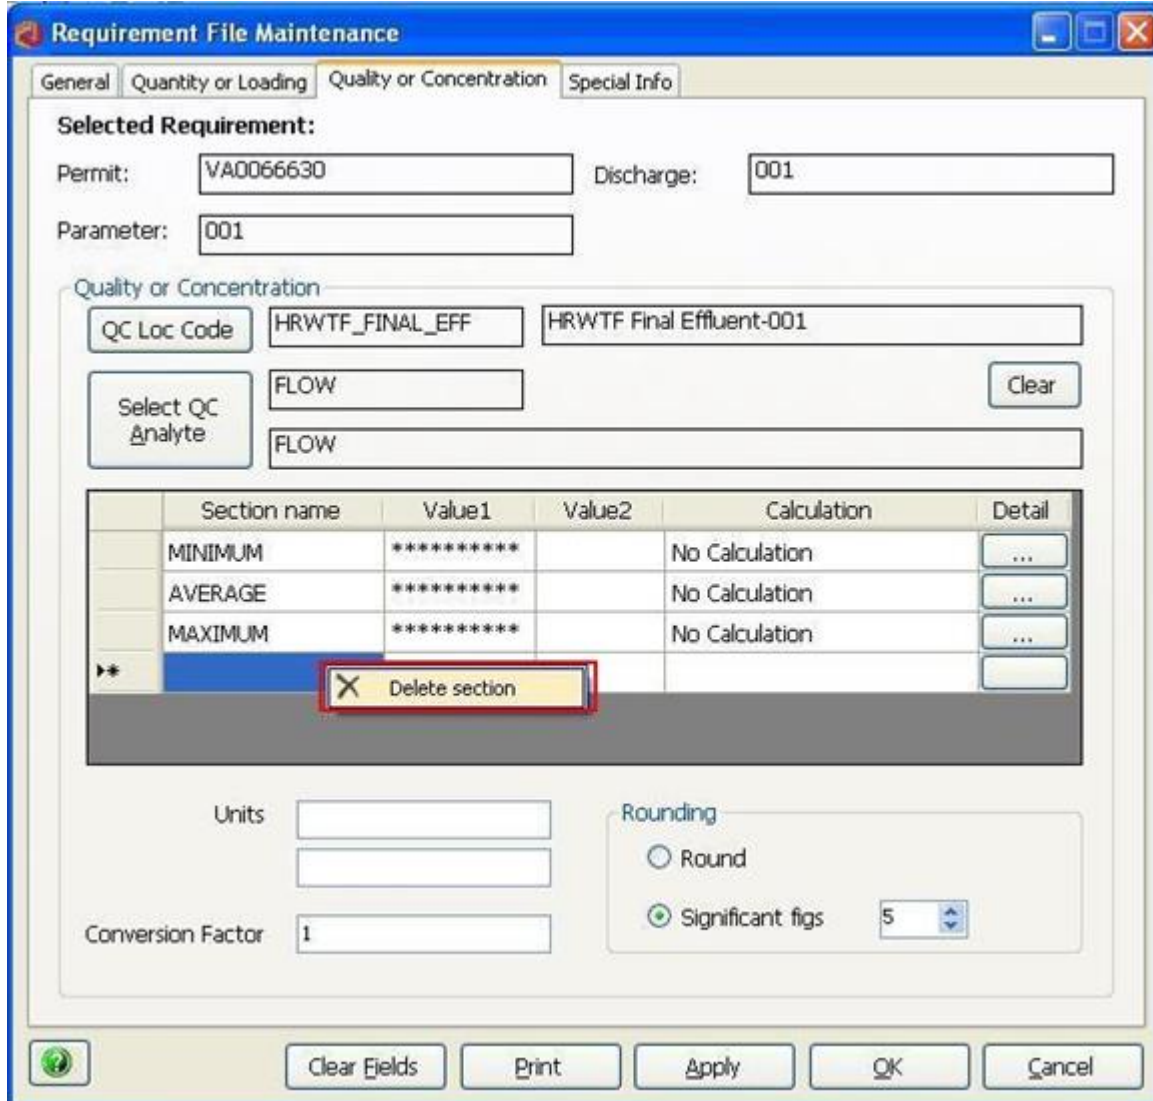 Requirement File Maintenance
General Quantity or Loading Quality or Concentration Special Info
Selected Requirement:
Permit: VA0066630 Discharge: 001
Parameter: 001
Quality or Concentration
QC Loc Code HRWTF_FINAL_EFF HRWTF Final Effluent-001
FLOW Clear
Select QC
Analyte
FLOW
Section name Value1 Value2 Calculation Detail
MINIMUM ********** No Calculation ...
AVERAGE ********** No Calculation ...
MAXIMUM ********** No Calculation ...
Delete section
Units
Rounding
Round
Significant figs 5
Conversion Factor 1
Clear Fields Print Apply OK Cancel